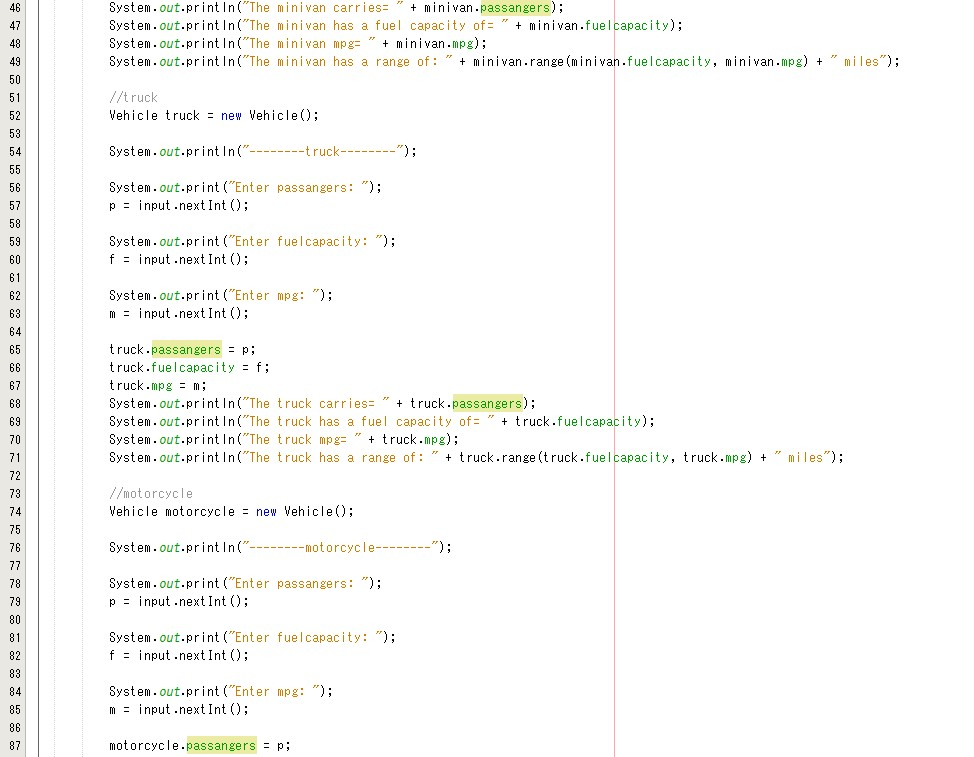 46 System.out.println("The minivan carries= " + minivan.passangers);
47 System.out.println("The minivan has a fuel capacity of= " + minivan.fuelcapacity);
48 System.out.println("The minivan mpg= " + minivan.mpg);
49 System.out.println("The minivan has a range of: " + minivan.range(minivan.fuelcapacity, minivan.mpg) + " miles");
50
51 //truck
52 Vehicle truck = new Vehicle();
53
54 System.out.println("--------truck--------");
55
56 System.out.print("Enter passangers: ");
57 p = input.nextInt();
58
59 System.out.print("Enter fuelcapacity: ");
60 f = input.nextInt();
61
62 System.out.print("Enter mpg: ");
63 m = input.nextInt();
64
65 truck.passangers = p;
66 truck.fuelcapacity = f;
67 truck.mpg = m;
68 System.out.println("The truck carries= " + truck.passangers);
69 System.out.println("The truck has a fuel capacity of= " + truck.fuelcapacity);
70 System.out.println("The truck mpg= " + truck.mpg);
71 System.out.println("The truck has a range of: " + truck.range(truck.fuelcapacity, truck.mpg) + " miles");
72
73 //motorcycle
74 Vehicle motorcycle = new Vehicle();
75
76 System.out.println("--------motorcycle--------");
77
78 System.out.print("Enter passangers: ");
79 p = input.nextInt();
80
81 System.out.print("Enter fuelcapacity: ");
82 f = input.nextInt();
83
84 System.out.print("Enter mpg: ");
85 m = input.nextInt();
86
87 motorcycle.passangers = p;